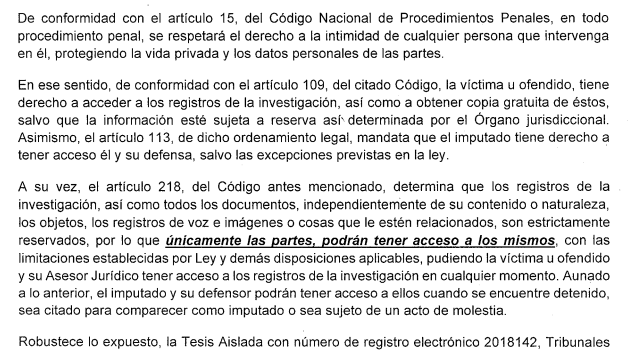 De conformidad con el artículo 15, del Código Nacional de Procedimientos Penales, en todo
procedimiento penal, se respetará el derecho a la intimidad de cualquier persona que intervenga
en él, protegiendo la vida privada y los datos personales de las partes.
En ese sentido, de conformidad con el artículo 109, del citado Código, la víctima u ofendido, tiene
derecho a acceder a los registros de la investigación, así como a obtener copia gratuita de éstos,
salvo que la información esté sujeta a reserva así determinada por el Órgano jurisdiccional.
Asimismo, el artículo 113, de dicho ordenamiento legal, mandata que el imputado tiene derecho a
tener acceso él y su defensa, salvo las excepciones previstas en la ley.
A su vez, el artículo 218, del Código antes mencionado, determina que los registros de la
investigación, así como todos los documentos, independientemente de su contenido o naturaleza,
los objetos, los registros de voz e imágenes o cosas que le estén relacionados, son estrictamente
reservados, por lo que únicamente las partes, podrán tener acceso a los mismos, con las
limitaciones establecidas por Ley y demás disposiciones aplicables, pudiendo la víctima u ofendido
y su Asesor Jurídico tener acceso a los registros de la investigación en cualquier momento. Aunado
a lo anterior, el imputado y su defensor podrán tener acceso a ellos cuando se encuentre detenido,
sea citado para comparecer como imputado o sea sujeto de un acto de molestia.
Robustece lo expuesto, la Tesis Aislada con número de registro electrónico 2018142, Tribunales